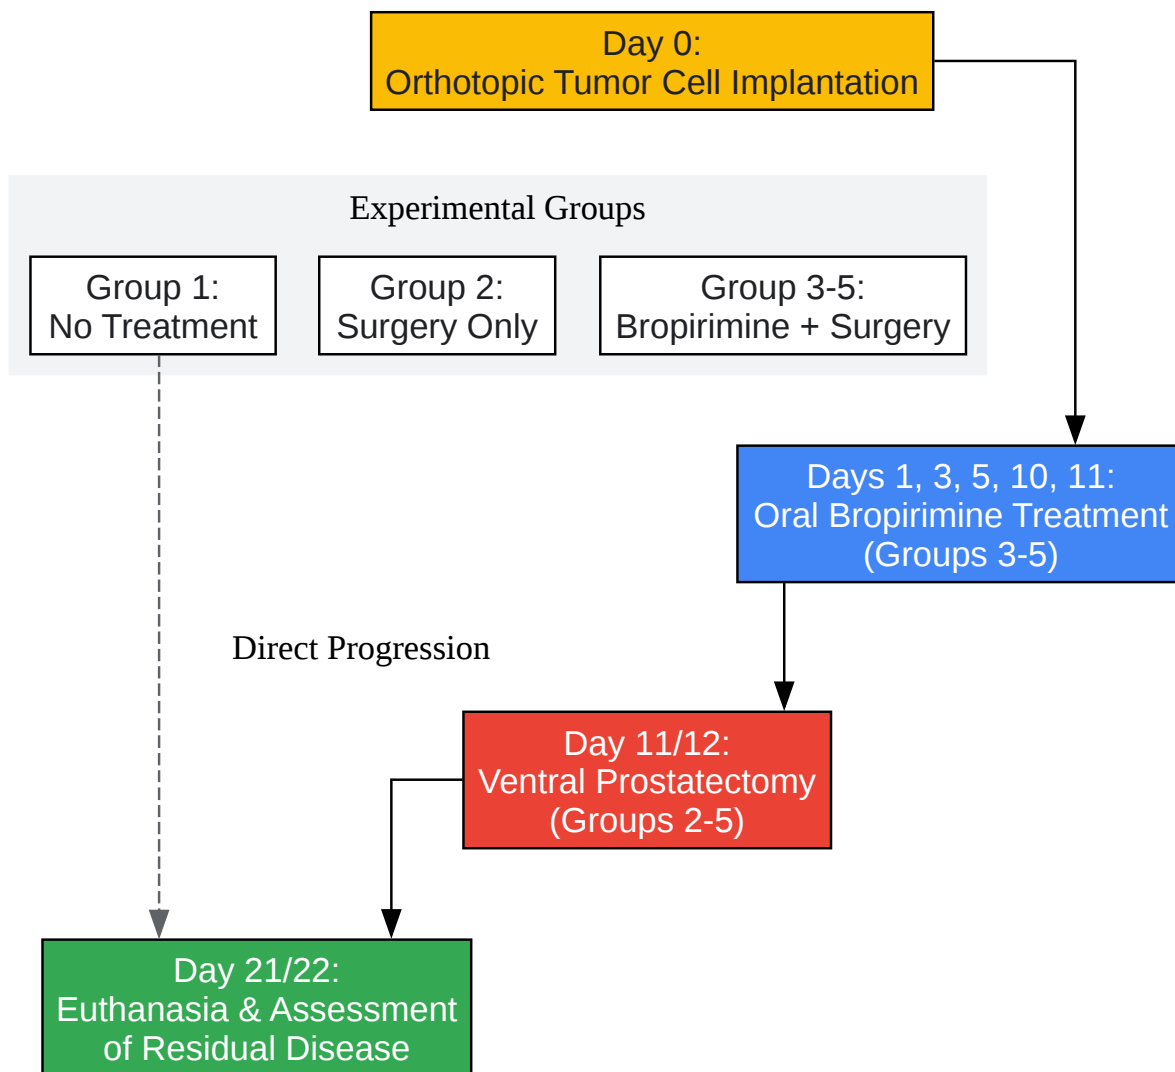 Day 0:
Orthotopic Tumor Cell Implantation
Experimental Groups
Group 1:
No Treatment
Group 2:
Surgery Only
Group 3-5:
Bropirimine + Surgery
Days 1, 3, 5, 10, 11:
Oral Bropirimine Treatment
(Groups 3-5)
Direct Progression
Day 11/12:
Ventral Prostatectomy
(Groups 2-5)
Day 21/22:
Euthanasia & Assessment
of Residual Disease